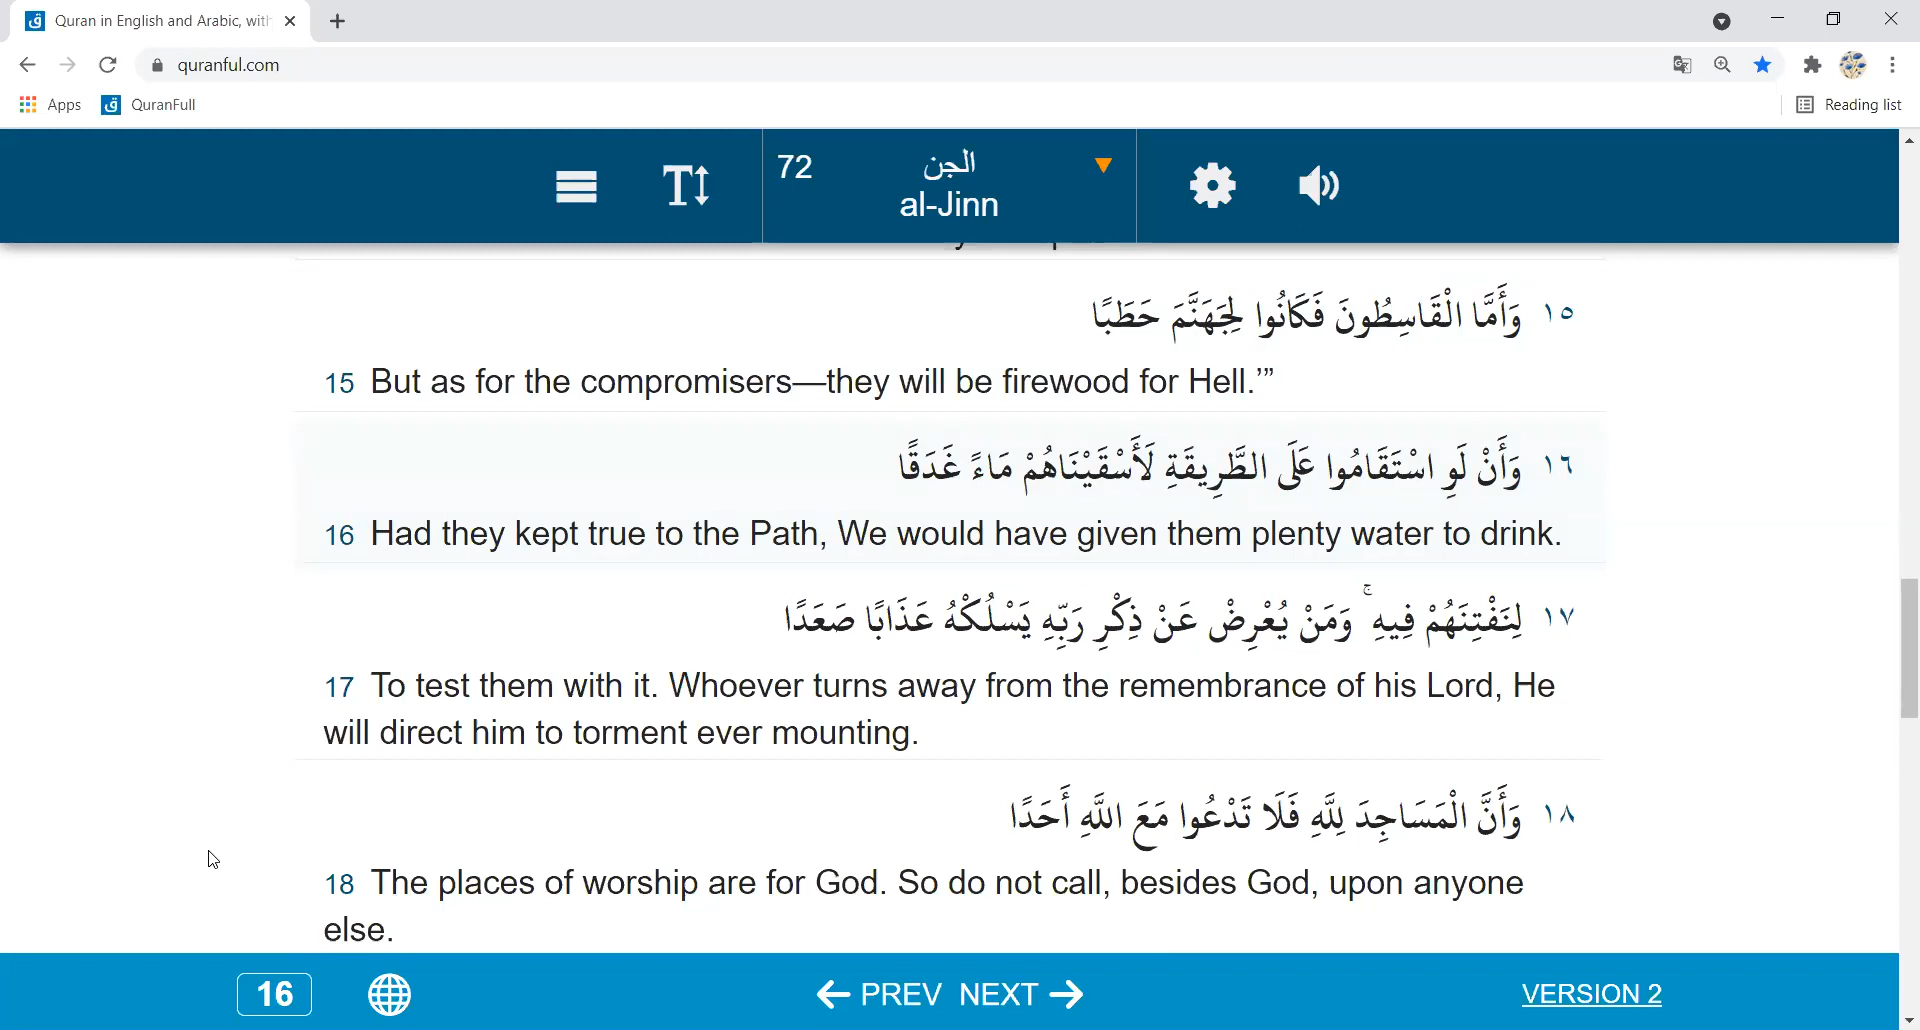 Quran in English and Arabic, with
quranful.com
Apps QuranFull Reading list
72 الجن
al-Jinn
١٥ وَأَمَّا الْقَاسِطُونَ فَكَانُوا لِجَهَنَّمَ حَطَبًا
15 But as for the compromisers—they will be firewood for Hell.’”
١٦ وَأَنْ لَوِ اسْتَقَامُوا عَلَى الطَّرِيقَةِ لَأَسْقَيْنَاهُمْ مَاءً غَدَقًا
16 Had they kept true to the Path, We would have given them plenty water to drink.
١٧ لِنَفْتِنَهُمْ فِيهِ ۚ وَمَنْ يُعْرِضْ عَنْ ذِكْرِ رَبِّهِ يَسْلُكْهُ عَذَابًا صَعَدًا
17 To test them with it. Whoever turns away from the remembrance of his Lord, He
will direct him to torment ever mounting.
١٨ وَأَنَّ الْمَسَاجِدَ لِلَّهِ فَلَا تَدْعُوا مَعَ اللَّهِ أَحَدًا
18 The places of worship are for God. So do not call, besides God, upon anyone
else.
16 PREV NEXT VERSION 2